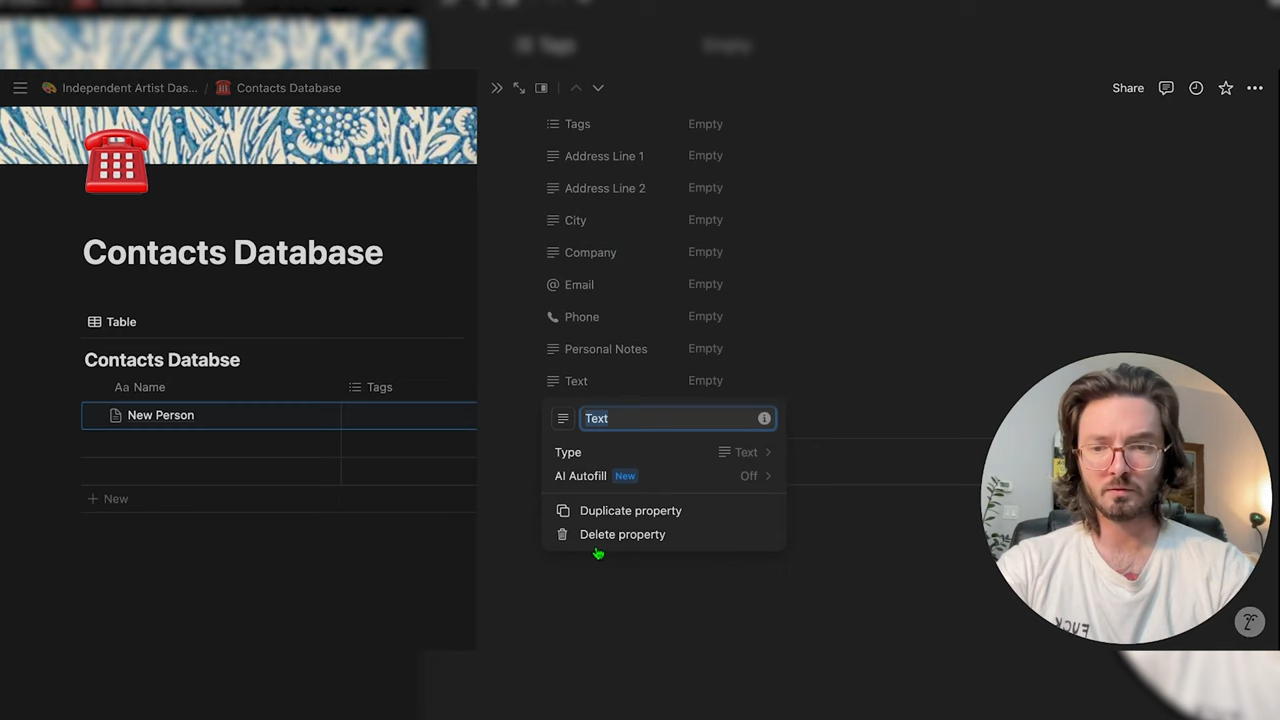 Tags Empty
Independent Artist Das... / Contacts Database
Share
Contacts Database
Table
Contacts Databse
Aa Name Tags
New Person
+ New
Tags Empty
Address Line 1 Empty
Address Line 2 Empty
City Empty
Company Empty
Email Empty
Phone Empty
Personal Notes Empty
Text Empty
Text
Type Text
AI Autofill New Off
Duplicate property
Delete property